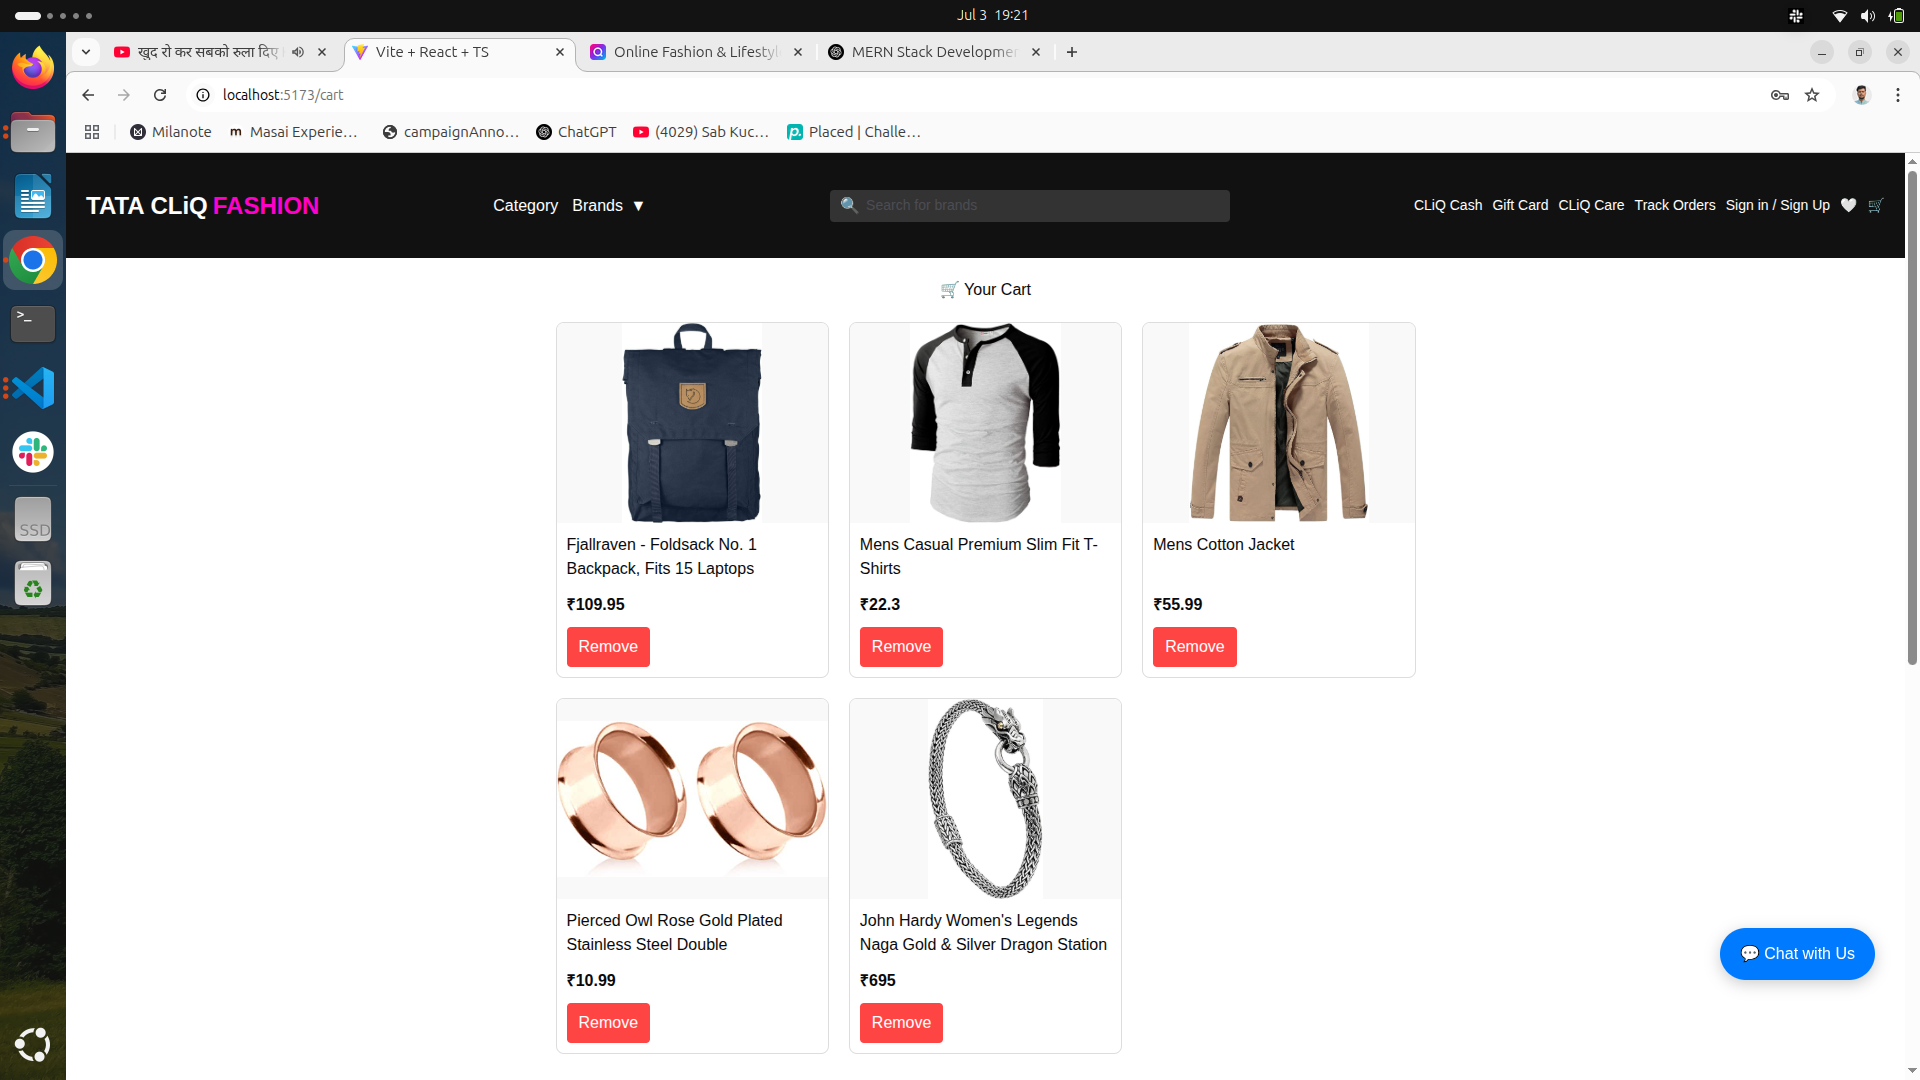 Jul 3 19:21
खुद रो कर सबको रुला दिए
Vite + React + TS
Online Fashion & Lifestyl
MERN Stack Developmen
localhost:5173/cart
Milanote
Masai Experie...
campaignAnno...
ChatGPT
(4029) Sab Kuc...
Placed | Challe...
TATA CLiQ FASHION
Category Brands ▼
Search for brands
CLiQ Cash Gift Card CLiQ Care Track Orders Sign in / Sign Up
Your Cart
Fjallraven - Foldsack No. 1
Backpack, Fits 15 Laptops
₹109.95
Remove
Mens Casual Premium Slim Fit T-
Shirts
₹22.3
Remove
Mens Cotton Jacket
₹55.99
Remove
Pierced Owl Rose Gold Plated
Stainless Steel Double
₹10.99
Remove
John Hardy Women's Legends
Naga Gold & Silver Dragon Station
₹695
Remove
Chat with Us
SSD